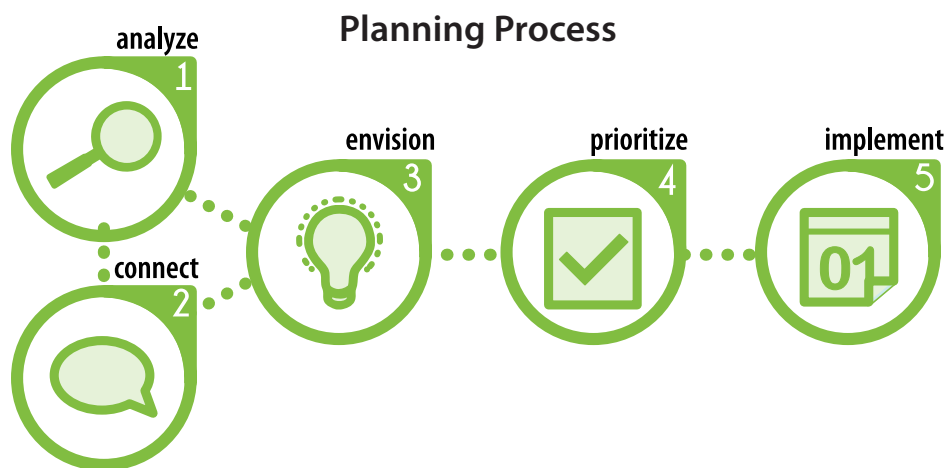 Planning Process
analyze
1
connect
2
envision
3
prioritize
4
implement
5
01